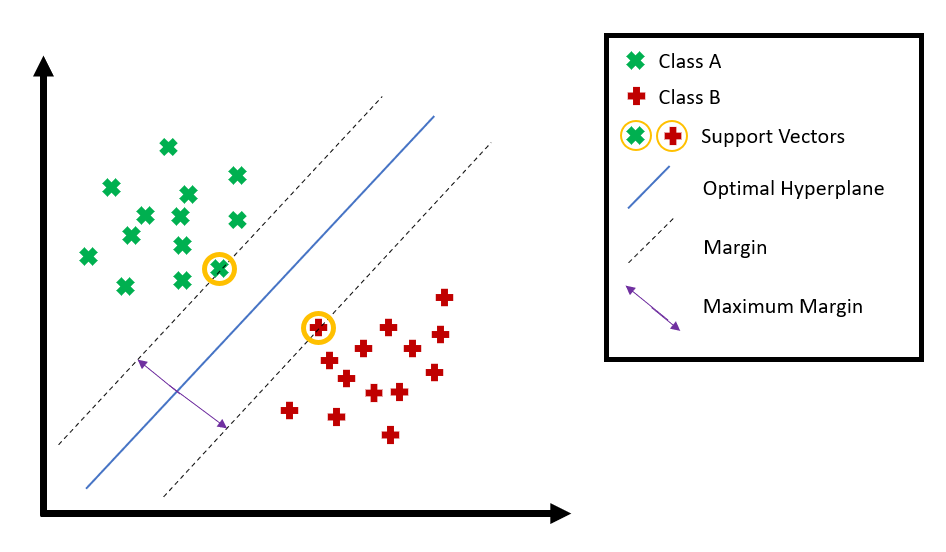 Class A
Class B
Support Vectors
Optimal Hyperplane
Margin
Maximum Margin